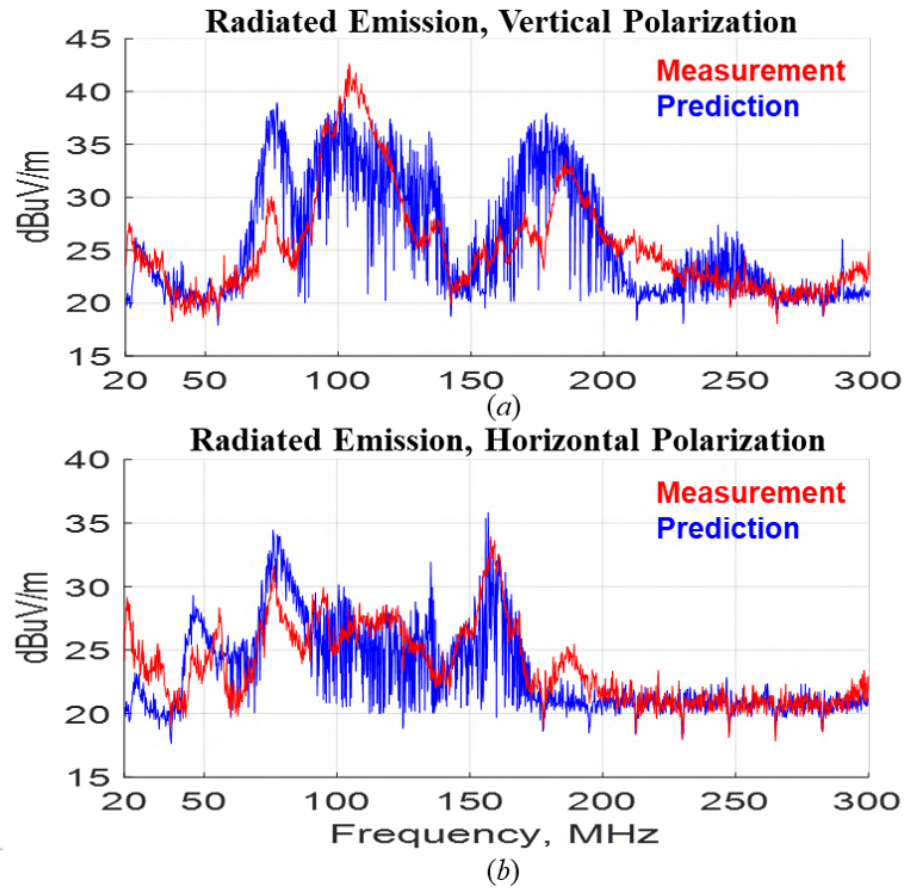 Radiated Emission, Vertical Polarization
45
40
35
30
25
20
15
dBuV/m
Measurement
Prediction
20 50 100 150 200 250 300
(a)
Radiated Emission, Horizontal Polarization
40
35
30
25
20
15
dBuV/m
Measurement
Prediction
20 50 100 150 200 250 300
Frequency, MHz
(b)